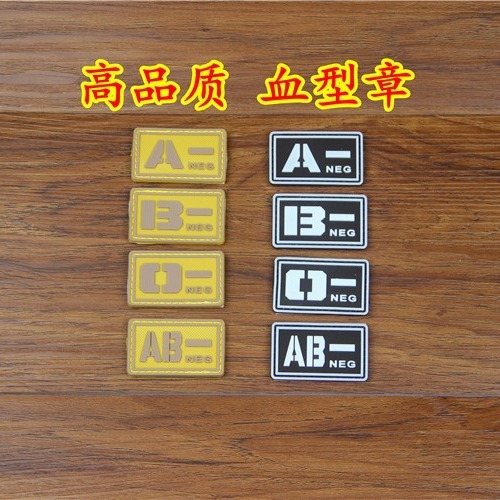 高品质 血型章
A- NEG A- NEG
B- NEG B- NEG
O- NEG O- NEG
AB- NEG AB- NEG